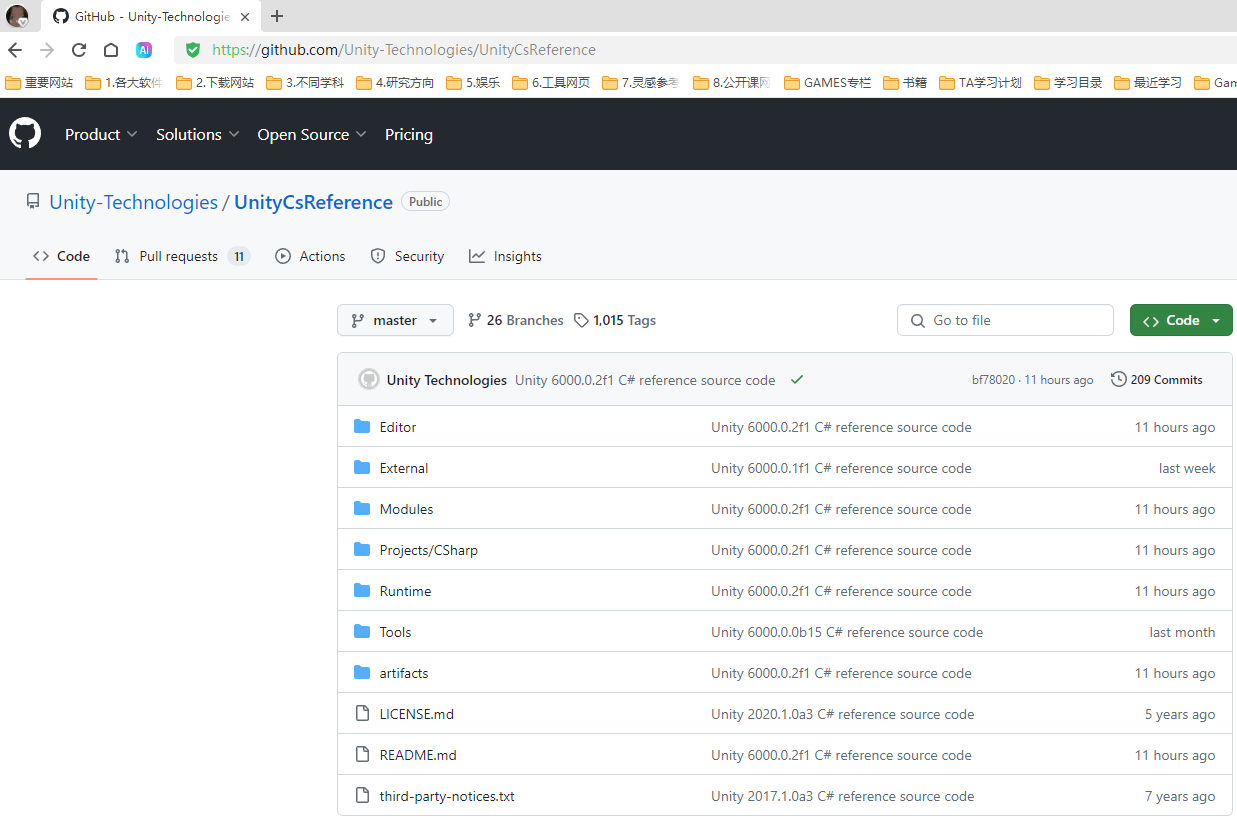 GitHub - Unity-Technologie
AI https://github.com/Unity-Technologies/UnityCsReference
重要网站 1.各大软件 2.下载网站 3.不同学科 4.研究方向 5.娱乐 6.工具网页 7.灵感参考 8.公开课网 GAMES专栏 书籍 TA学习计划 学习目录 最近学习 Gam
Product Solutions Open Source Pricing
Unity-Technologies / UnityCsReference Public
Code Pull requests 11 Actions Security Insights
master 26 Branches 1,015 Tags Go to file Code
Unity Technologies Unity 6000.0.2f1 C# reference source code bf78020 · 11 hours ago 209 Commits
Editor Unity 6000.0.2f1 C# reference source code 11 hours ago
External Unity 6000.0.1f1 C# reference source code last week
Modules Unity 6000.0.2f1 C# reference source code 11 hours ago
Projects/CSharp Unity 6000.0.2f1 C# reference source code 11 hours ago
Runtime Unity 6000.0.2f1 C# reference source code 11 hours ago
Tools Unity 6000.0.0b15 C# reference source code last month
artifacts Unity 6000.0.2f1 C# reference source code 11 hours ago
LICENSE.md Unity 2020.1.0a3 C# reference source code 5 years ago
README.md Unity 6000.0.2f1 C# reference source code 11 hours ago
third-party-notices.txt Unity 2017.1.0a3 C# reference source code 7 years ago